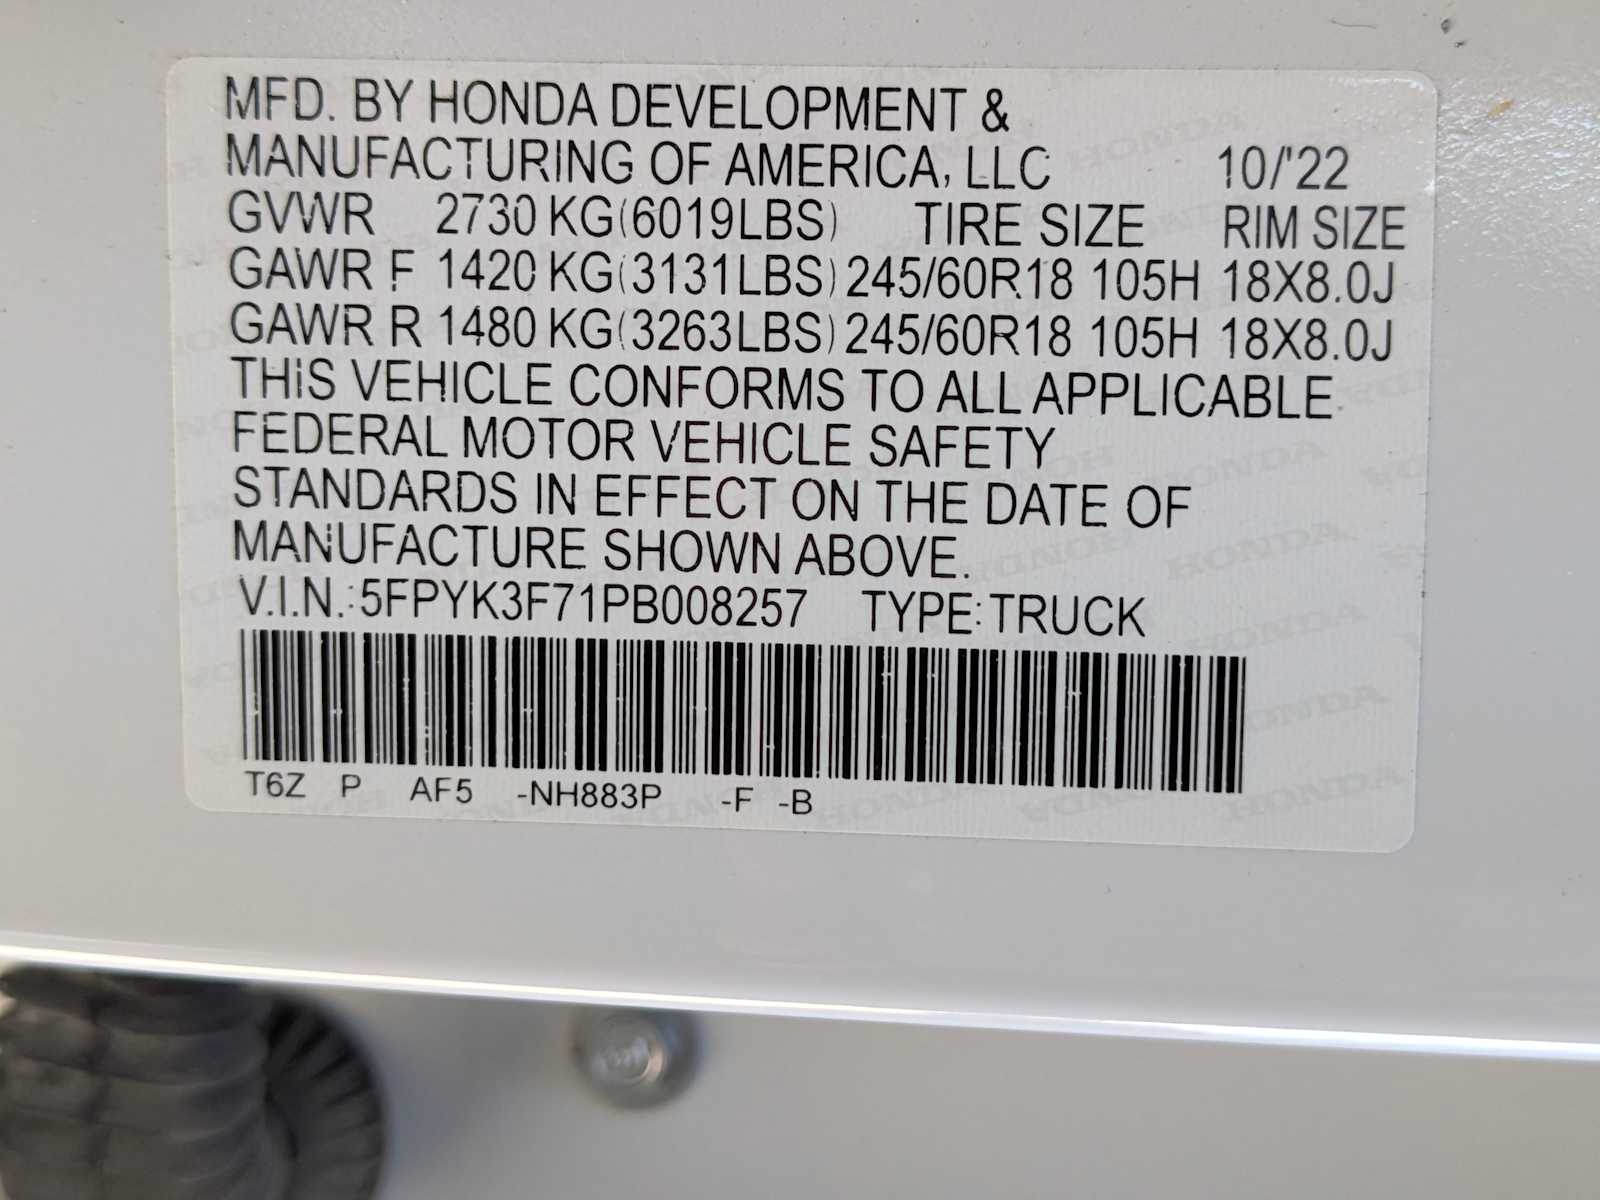 MFD. BY HONDA DEVELOPMENT &
MANUFACTURING OF AMERICA, LLC 10/'22
GVWR 2730 KG(6019LBS) TIRE SIZE RIM SIZE
GAWR F 1420 KG(3131LBS) 245/60R18 105H 18X8.0J
GAWR R 1480 KG(3263LBS) 245/60R18 105H 18X8.0J
THIS VEHICLE CONFORMS TO ALL APPLICABLE
FEDERAL MOTOR VEHICLE SAFETY
STANDARDS IN EFFECT ON THE DATE OF
MANUFACTURE SHOWN ABOVE.
V.I.N.:5FPYK3F71PB008257 TYPE:TRUCK
T6Z P AF5 -NH883P -F -B